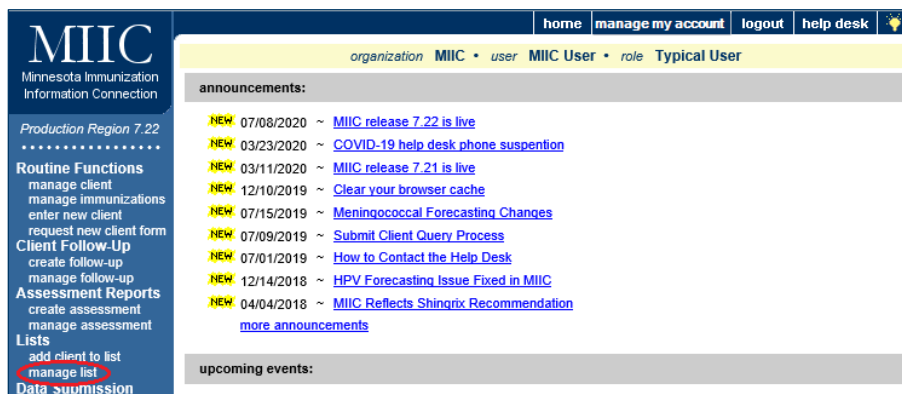 MIIC
Minnesota Immunization
Information Connection
Production Region 7.22
Routine Functions
manage client
manage immunizations
enter new client
request new client form
Client Follow-Up
create follow-up
manage follow-up
Assessment Reports
create assessment
manage assessment
Lists
add client to list
manage list
Data Submission
home manage my account logout help desk
organization MIIC • user MIIC User • role Typical User
announcements:
NEW 07/08/2020 ~ MIIC release 7.22 is live
NEW 03/23/2020 ~ COVID-19 help desk phone suspention
NEW 03/11/2020 ~ MIIC release 7.21 is live
NEW 12/10/2019 ~ Clear your browser cache
NEW 07/15/2019 ~ Meningococcal Forecasting Changes
NEW 07/09/2019 ~ Submit Client Query Process
NEW 07/01/2019 ~ How to Contact the Help Desk
NEW 12/14/2018 ~ HPV Forecasting Issue Fixed in MIIC
NEW 04/04/2018 ~ MIIC Reflects Shingrix Recommendation
more announcements
upcoming events: